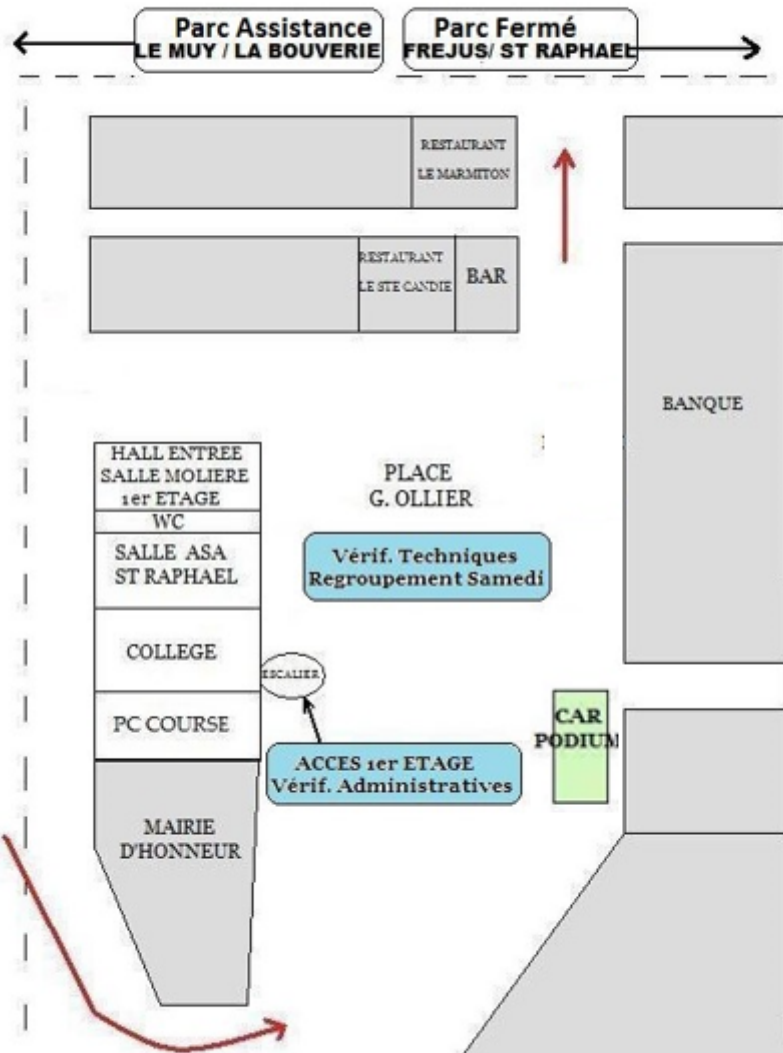 Parc Assistance
LE MUY / LA BOUVERIE
Parc Fermé
FREJUS/ ST RAPHAEL
RESTAURANT
LE MARMITON
RESTAURANT
LE STE CANDIE
BAR
BANQUE
HALL ENTREE
SALLE MOLIERE
1er ETAGE
WC
SALLE ASA
ST RAPHAEL
PLACE
G. OLLIER
Vérif. Techniques
Regroupement Samedi
COLLEGE
ESCALIER
PC COURSE
CAR
PODIUM
ACCES 1er ETAGE
Vérif. Administratives
MAIRIE
D'HONNEUR